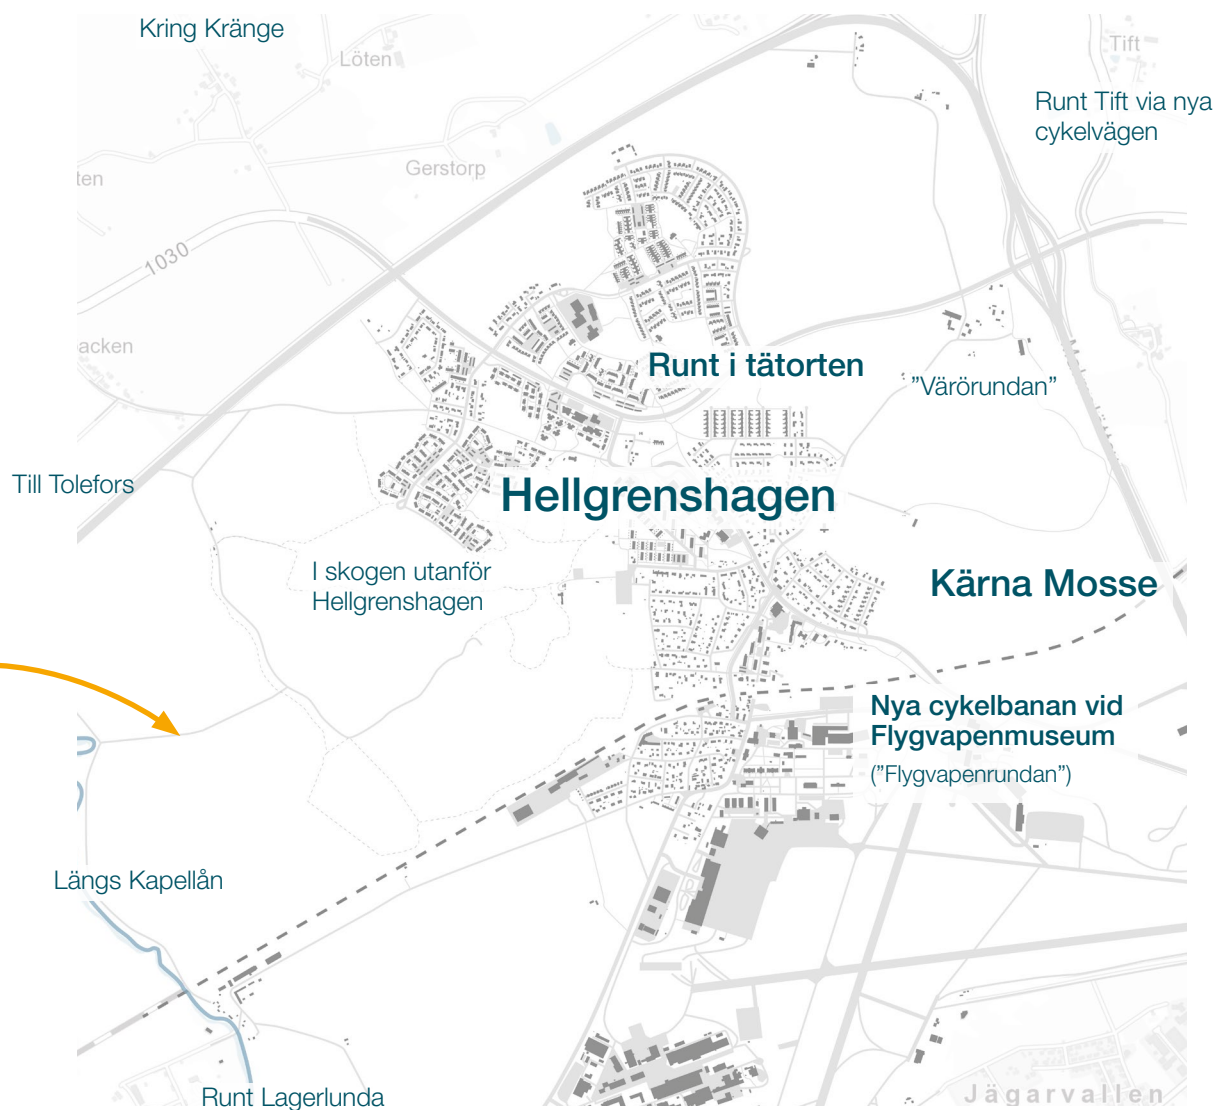 Kring Kränge
Löten
Tift
Runt Tift via nya
cykelvägen
Gerstorp
ten
1030
acken
Runt i tätorten
”Värörundan”
Till Tolefors
Hellgrenshagen
I skogen utanför
Hellgrenshagen
Kärna Mosse
Nya cykelbanan vid
Flygvapenmuseum
(”Flygvapenrundan”)
Längs Kapellån
Runt Lagerlunda
Jägarvallen